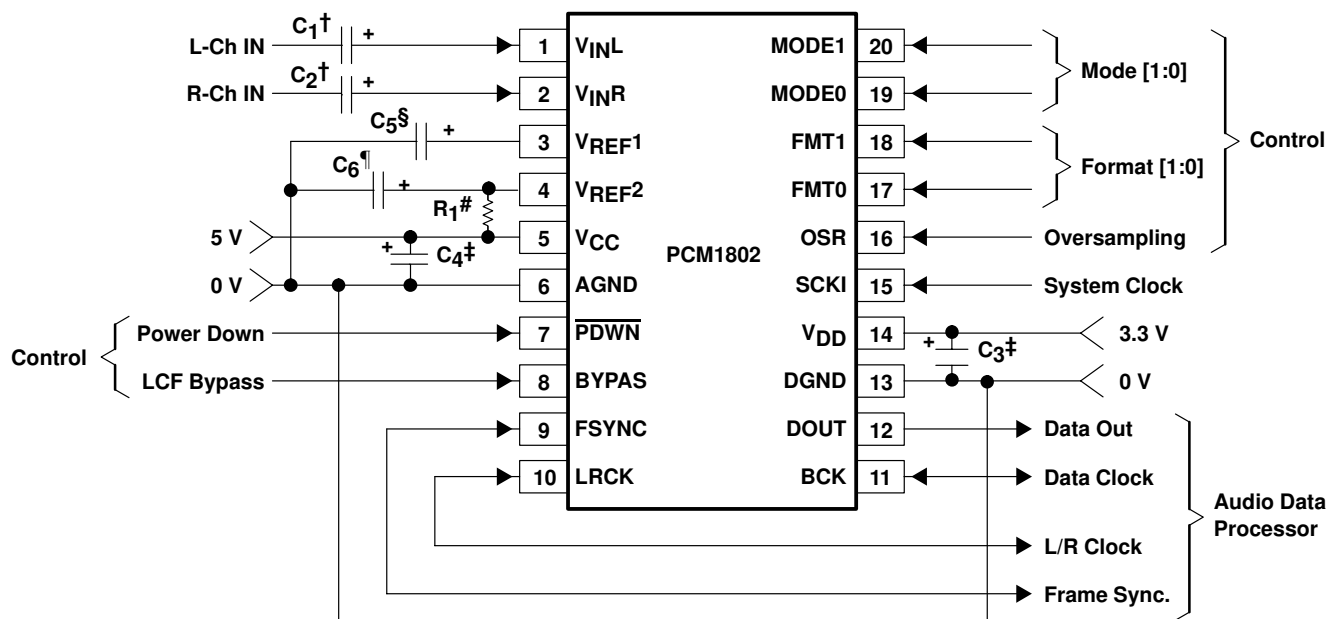 C1† +
L-Ch IN 1 VINL MODE1 20
Mode [1:0]
C2† +
R-Ch IN 2 VINR MODE0 19
C5§ +
3 VREF1 FMT1 18
Control
Format [1:0]
C6¶ +
4 VREF2 FMT0 17
R1#
5 V 5 VCC OSR 16 Oversampling
+ C4‡
PCM1802
0 V 6 AGND SCKI 15 System Clock
Power Down 7 PDWN VDD 14 3.3 V
Control
+ C3‡
LCF Bypass 8 BYPAS DGND 13 0 V
9 FSYNC DOUT 12 Data Out
10 LRCK BCK 11 Data Clock
Audio Data
Processor
L/R Clock
Frame Sync.